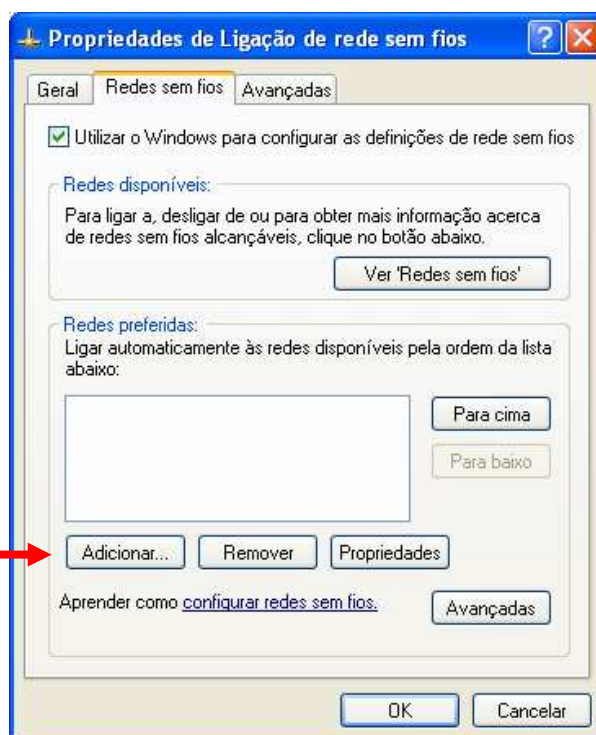 Propriedades de Ligação de rede sem fios
Geral
Redes sem fios
Avançadas
Utilizar o Windows para configurar as definições de rede sem fios
Redes disponíveis:
Para ligar a, desligar de ou para obter mais informação acerca
de redes sem fios alcançáveis, clique no botão abaixo.
Ver 'Redes sem fios'
Redes preferidas:
Ligar automaticamente às redes disponíveis pela ordem da lista
abaixo:
Para cima
Para baixo
Adicionar...
Remover
Propriedades
Aprender como configurar redes sem fios.
Avançadas
OK
Cancelar